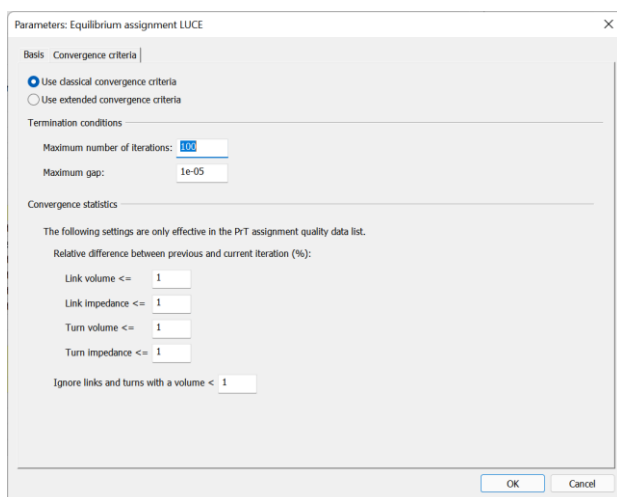 Parameters: Equilibrium assignment LUCE
Basis Convergence criteria
Use classical convergence criteria
Use extended convergence criteria
Termination conditions
Maximum number of iterations: 100
Maximum gap: 1e-05
Convergence statistics
The following settings are only effective in the PrT assignment quality data list.
Relative difference between previous and current iteration (%):
Link volume <= 1
Link impedance <= 1
Turn volume <= 1
Turn impedance <= 1
Ignore links and turns with a volume < 1
OK Cancel